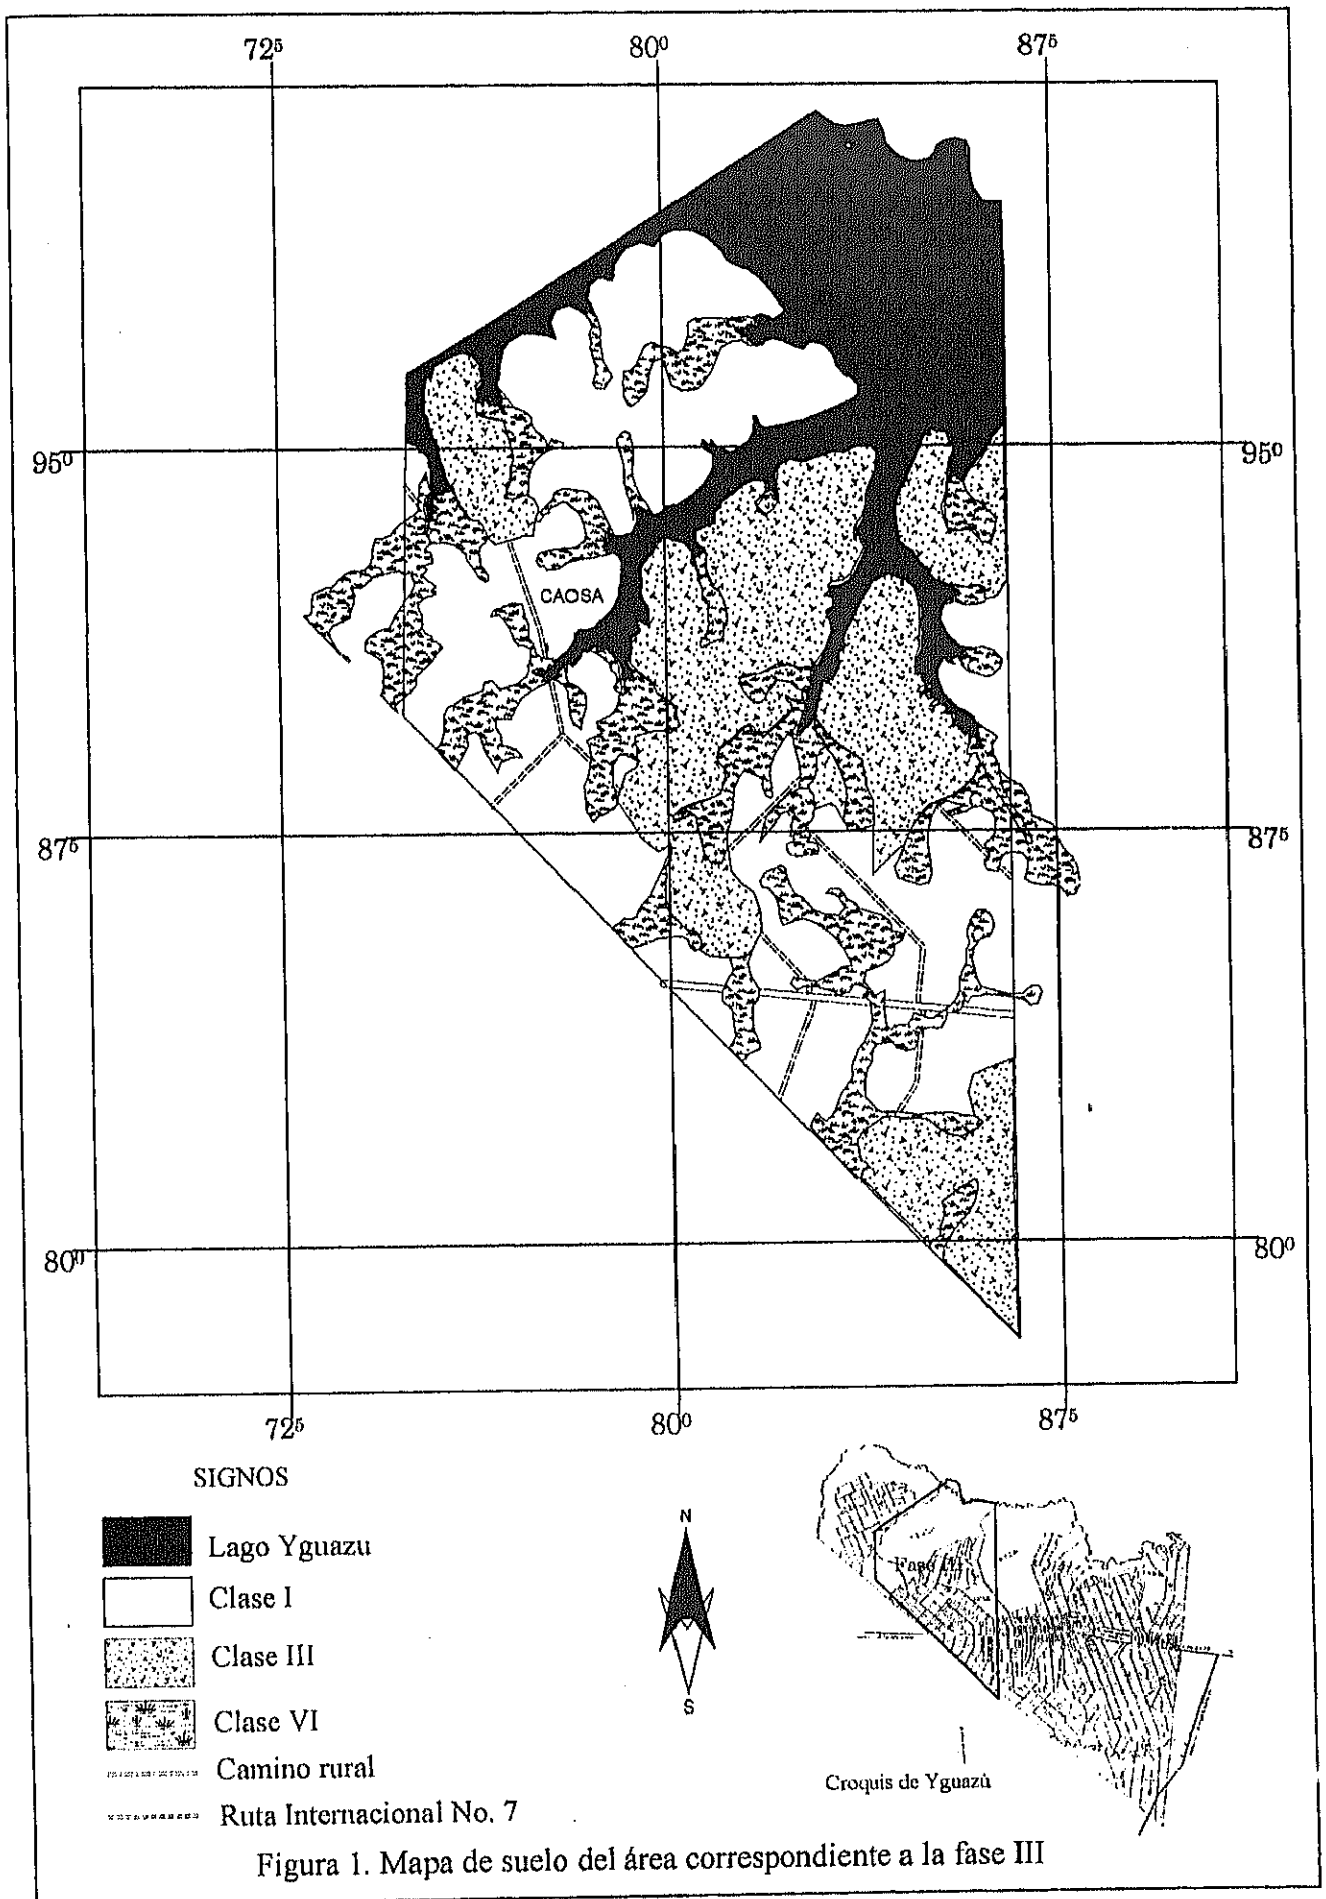 72⁵ 80⁰ 87⁵
95⁰ 95⁰
CAOSA
87⁵ 87⁵
80⁰ 80⁰
72⁵ 80⁰ 87⁵
SIGNOS
Lago Yguazu
Clase I
Clase III
Clase VI
Camino rural
Ruta Internacional No. 7
N
S
Fase III
Croquis de Yguazú
Figura 1. Mapa de suelo del área correspondiente a la fase III